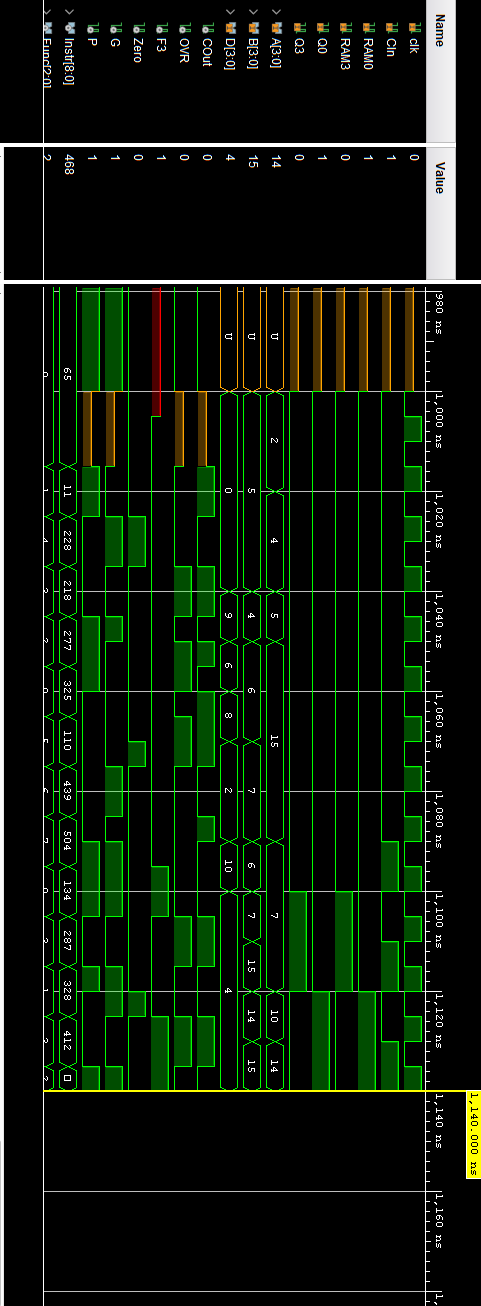 1,140.000 ns
Name Value 980 ns 1,000 ns 1,020 ns 1,040 ns 1,060 ns 1,080 ns 1,100 ns 1,120 ns 1,140 ns 1,160 ns
clk 0
CIn 1
RAM0 1
RAM3 0
Q0 1
Q3 0
A[3:0] 14 U 2 4 5 15 7 10 14
B[3:0] 15 U 5 4 6 7 6 7 15 14 15
D[3:0] 4 U 0 9 6 8 2 10 4
COut 0
OVR 0
F3 1
Zero 0
G 1
P 1
Instr[8:0] 468 65 11 228 218 277 325 110 439 504 134 287 328 412
Func[2:0] 2